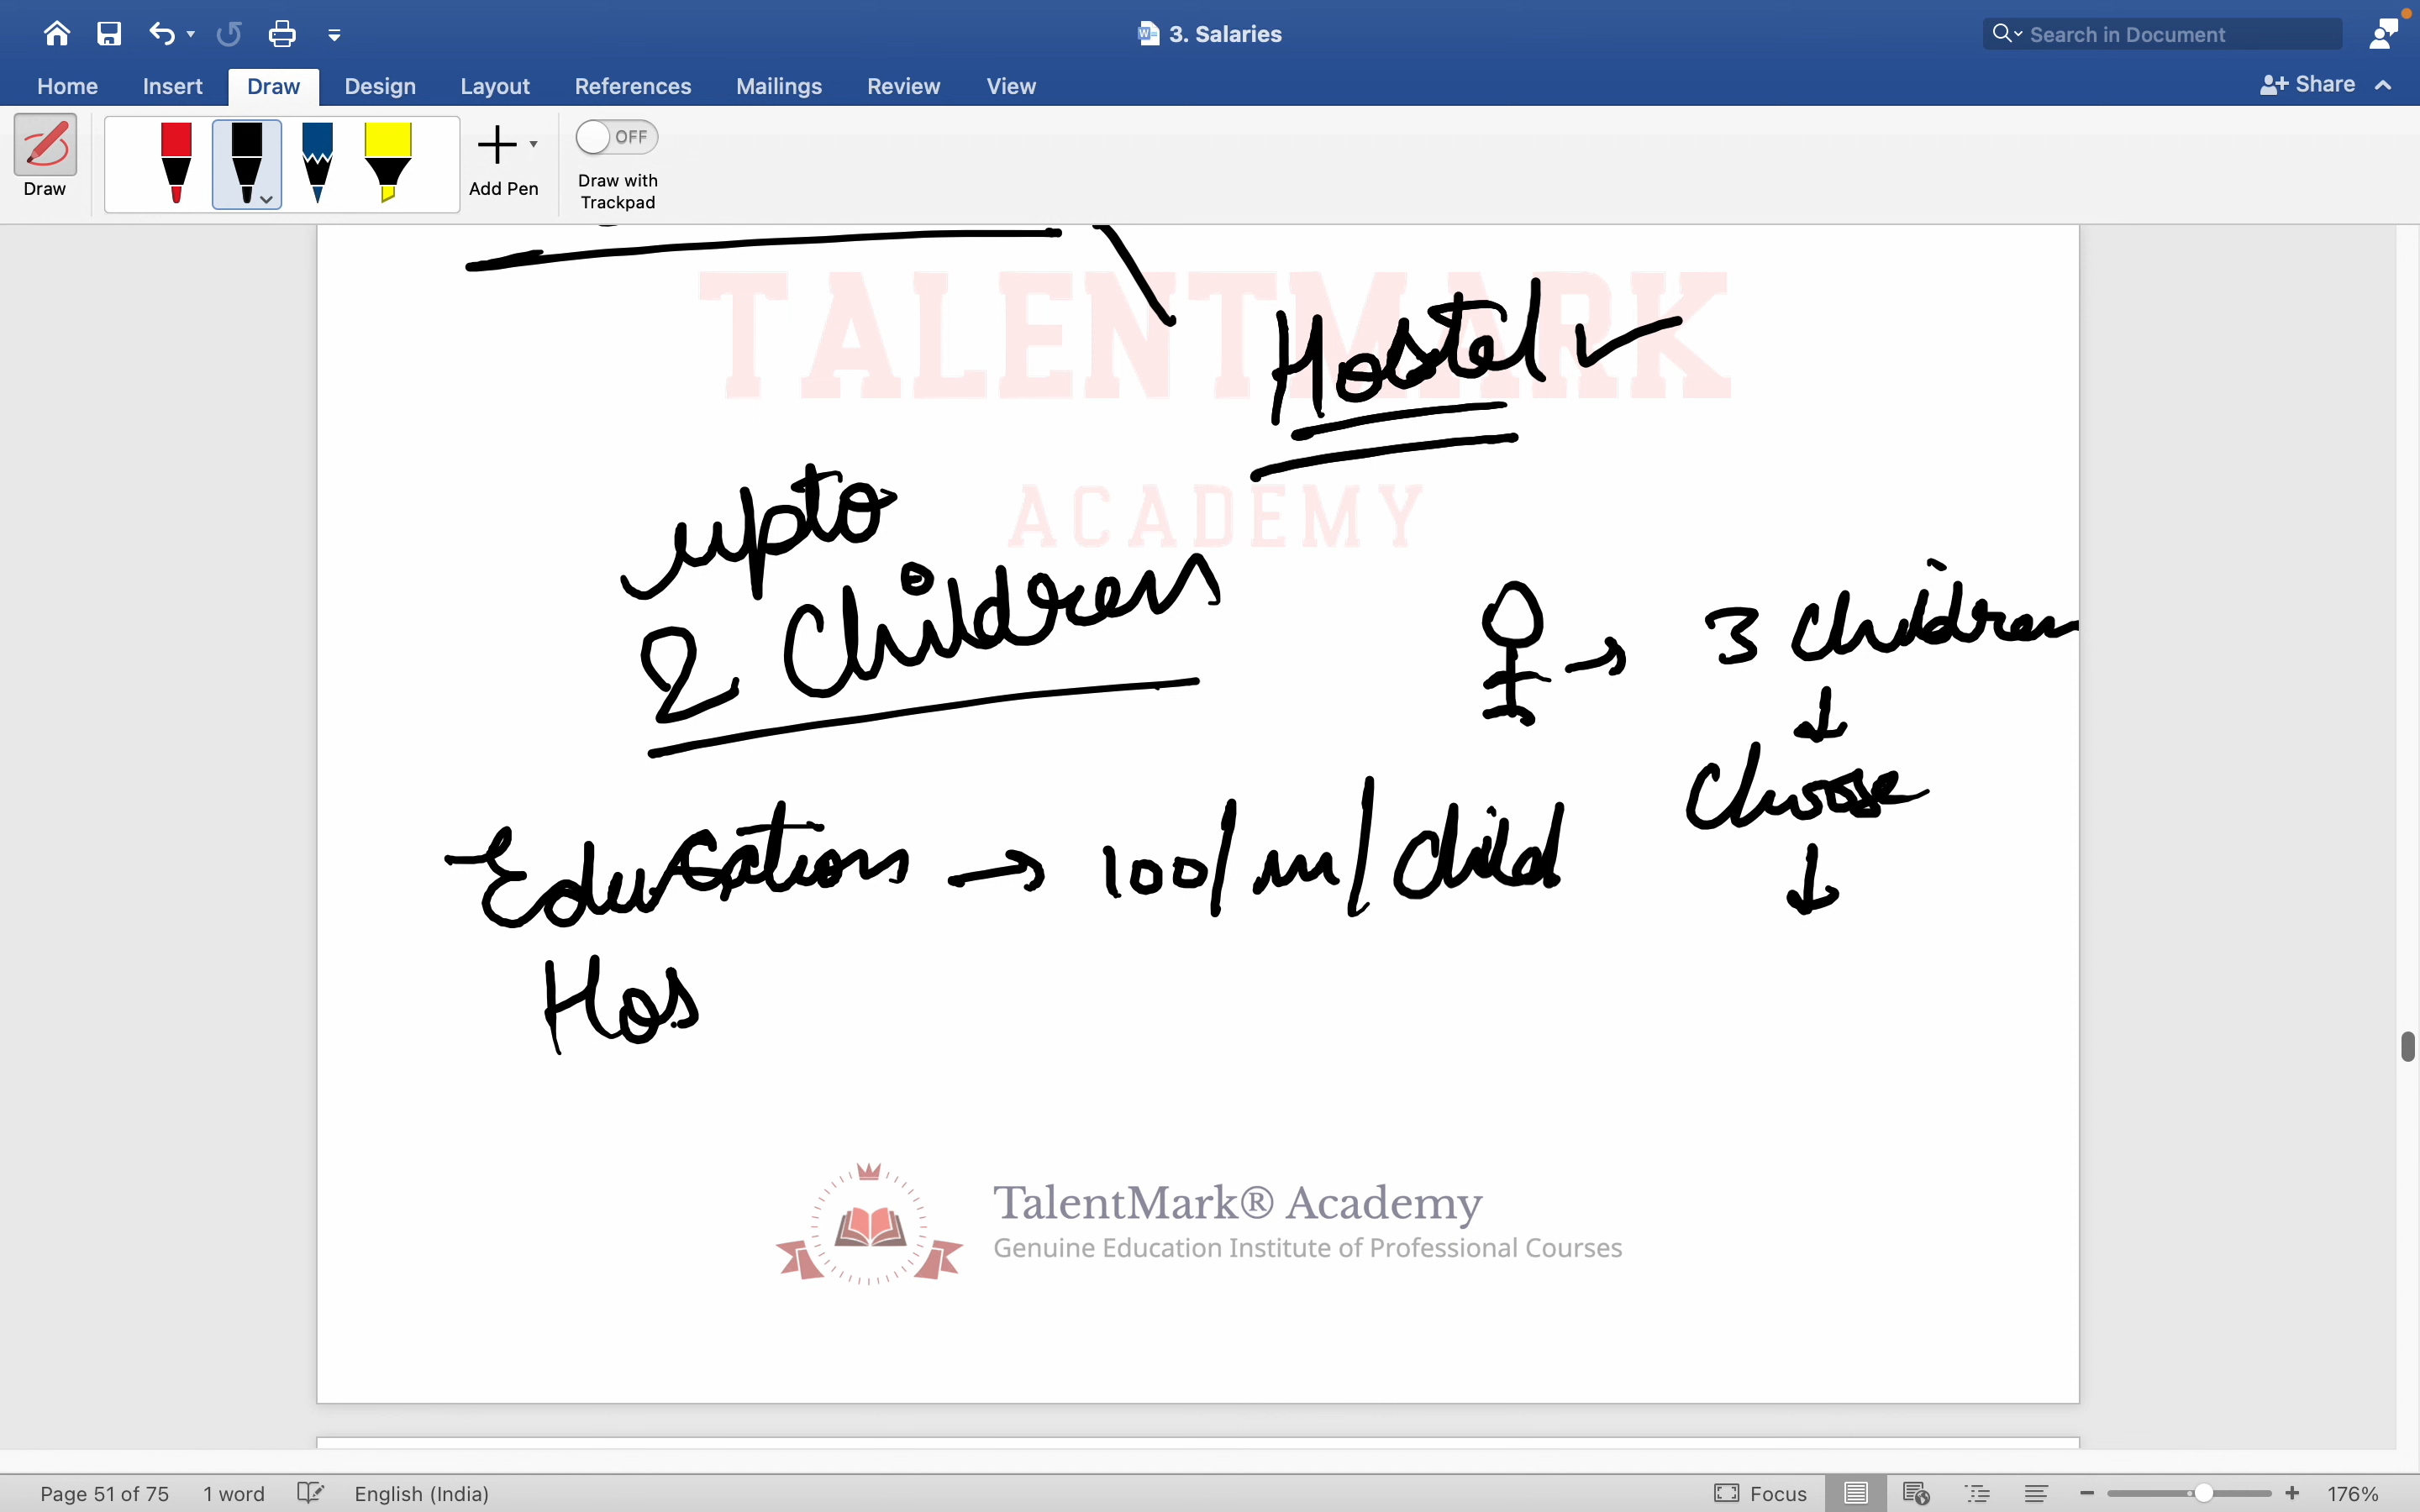 3. Salaries
Search in Document
Home Insert Draw Design Layout References Mailings Review View
Share
Draw
Add Pen
OFF
Draw with
Trackpad
TALENTMARK
ACADEMY
Hostel
upto
2 Children
3 children
choose
Education → 100/m/child
Hos
TalentMark® Academy
Genuine Education Institute of Professional Courses
Page 51 of 75 1 word English (India)
Focus 176%